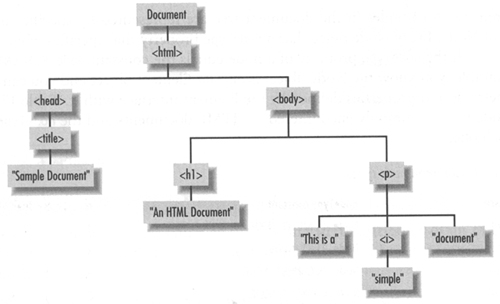 Document
<html>
<head>
<body>
<title>
"Sample Document"
<h1>
<p>
"An HTML Document"
"This is a"
<i>
"document"
"simple"